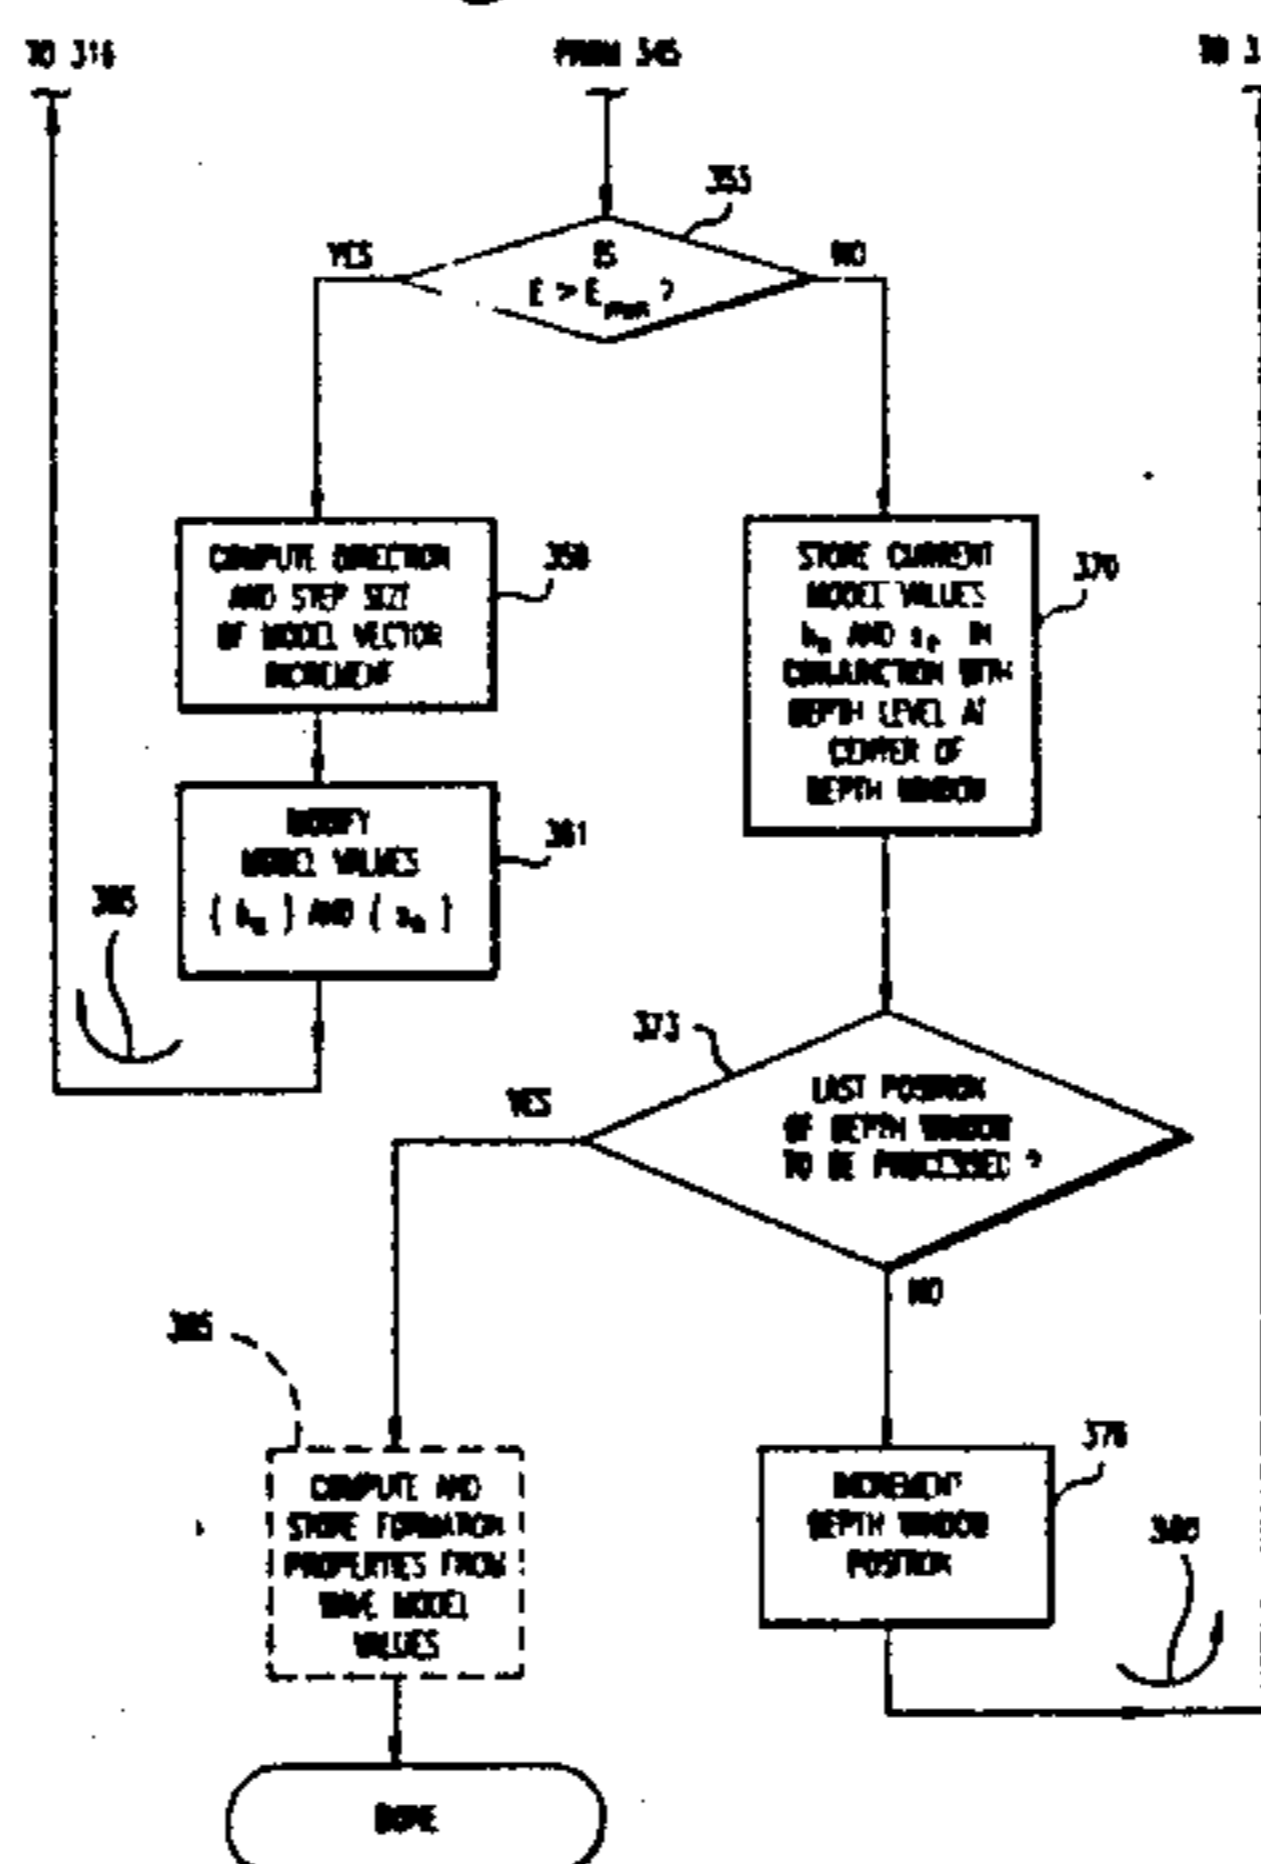 TO 316
FROM 345
TO 3
355
YES
IS
NO
E > E ?
COMPUTE DIRECTION
AND STEP SIZE
OF MODEL VECTOR
INCREMENT
358
STORE CURRENT
MODEL VALUES
AND IN
CONJUNCTION WITH
DEPTH LEVEL AT
CENTER OF
DEPTH WINDOW
370
MODIFY
MODEL VALUES
AND
361
373
YES
LAST POSITION
OF DEPTH WINDOW
TO BE PROCESSED ?
NO
COMPUTE AND
STORE FORMATION
PROPERTIES FROM
WAVE MODEL
VALUES
INCREMENT
DEPTH WINDOW
POSITION
380
DONE